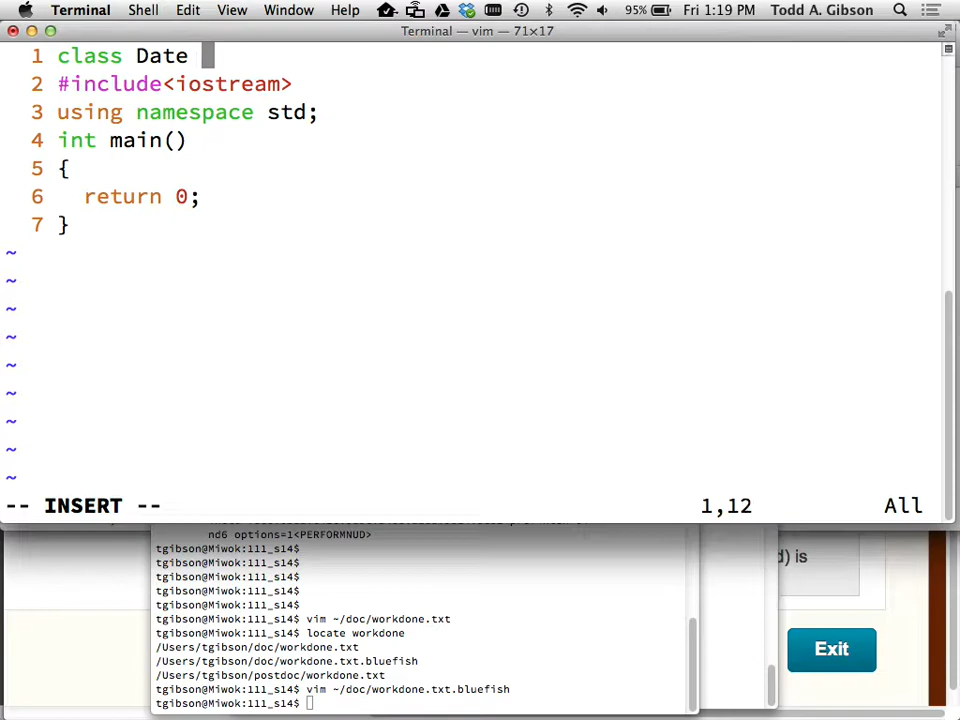 Terminal Shell Edit View Window Help 95% Fri 1:19 PM Todd A. Gibson
Terminal — vim — 71×17
1 class Date
2 #include<iostream>
3 using namespace std;
4 int main()
5 {
6 return 0;
7 }
~
~
~
~
~
~
~
~
~
-- INSERT -- 1,12 All
nd6 options=1<PERFORMNUD>
tgibson@Miwok:111_s14$
tgibson@Miwok:111_s14$
tgibson@Miwok:111_s14$
tgibson@Miwok:111_s14$
tgibson@Miwok:111_s14$
tgibson@Miwok:111_s14$ vim ~/doc/workdone.txt
tgibson@Miwok:111_s14$ locate workdone
/Users/tgibson/doc/workdone.txt
/Users/tgibson/doc/workdone.txt.bluefish
/Users/tgibson/postdoc/workdone.txt
tgibson@Miwok:111_s14$ vim ~/doc/workdone.txt.bluefish
tgibson@Miwok:111_s14$
d) is
Exit